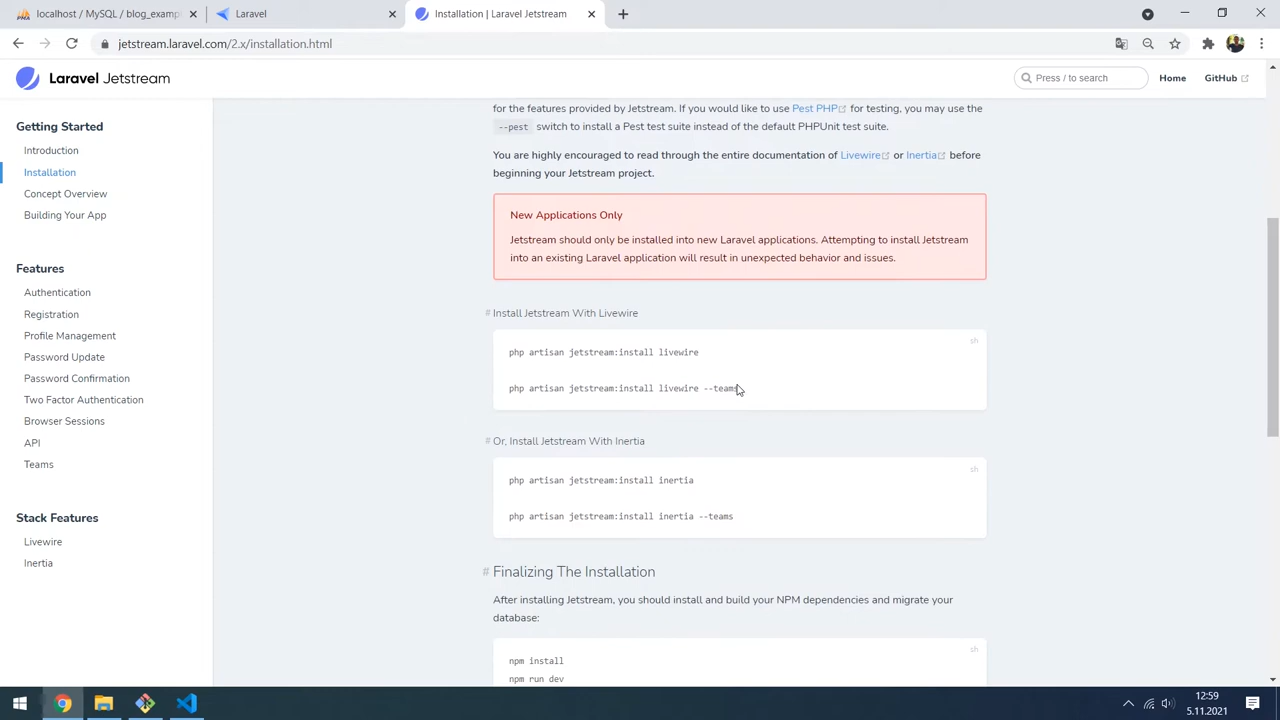 localhost / MySQL / blog_examp
Laravel
Installation | Laravel Jetstream
jetstream.laravel.com/2.x/installation.html
Laravel Jetstream
Press / to search
Home
GitHub
Getting Started
Introduction
Installation
Concept Overview
Building Your App
Features
Authentication
Registration
Profile Management
Password Update
Password Confirmation
Two Factor Authentication
Browser Sessions
API
Teams
Stack Features
Livewire
Inertia
for the features provided by Jetstream. If you would like to use Pest PHP for testing, you may use the
--pest switch to install a Pest test suite instead of the default PHPUnit test suite.
You are highly encouraged to read through the entire documentation of Livewire or Inertia before
beginning your Jetstream project.
New Applications Only
Jetstream should only be installed into new Laravel applications. Attempting to install Jetstream
into an existing Laravel application will result in unexpected behavior and issues.
# Install Jetstream With Livewire
sh
php artisan jetstream:install livewire
php artisan jetstream:install livewire --teams
# Or, Install Jetstream With Inertia
sh
php artisan jetstream:install inertia
php artisan jetstream:install inertia --teams
# Finalizing The Installation
After installing Jetstream, you should install and build your NPM dependencies and migrate your
database:
sh
npm install
npm run dev
12:59
5.11.2021